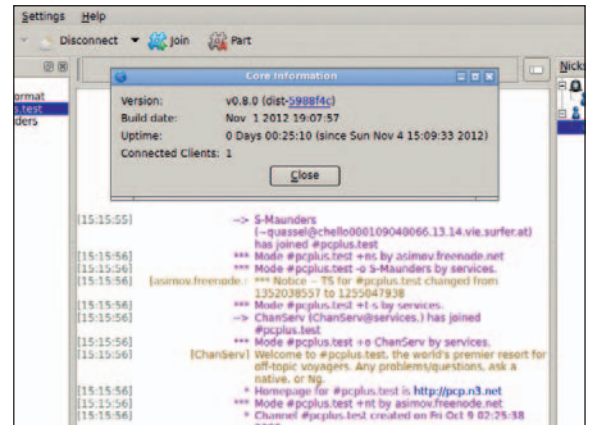 Settings Help
Disconnect Join Part
Nicks
Core Information
ormat
s.test
ders
Version: v0.8.0 (dist-5988f4c)
Build date: Nov 1 2012 19:07:57
Uptime: 0 Days 00:25:10 (since Sun Nov 4 15:09:33 2012)
Connected Clients: 1
Close
[15:15:55] --> S-Maunders
(~quassel@chello000109040066.13.14.vie.surfer.at)
has joined #pcplus.test
[15:15:56] *** Mode #pcplus.test +ns by asimov.freenode.net
[15:15:56] *** Mode #pcplus.test -o S-Maunders by services.
[15:15:56] [asimov.freenode.: *** Notice -- TS for #pcplus.test changed from
1352038557 to 1255047938
[15:15:56] *** Mode #pcplus.test +t-s by services.
[15:15:56] --> ChanServ (ChanServ@services.) has joined
#pcplus.test
[15:15:56] *** Mode #pcplus.test +o ChanServ by services.
[15:15:56] [ChanServ] Welcome to #pcplus.test, the world's premier resort for
off-topic voyagers. Any problems/questions, ask a
native, or Ng.
[15:15:56] * Homepage for #pcplus.test is http://pcp.n3.net
[15:15:56] *** Mode #pcplus.test +nt by asimov.freenode.net
[15:15:56] * Channel #pcplus.test created on Fri Oct 9 02:25:38